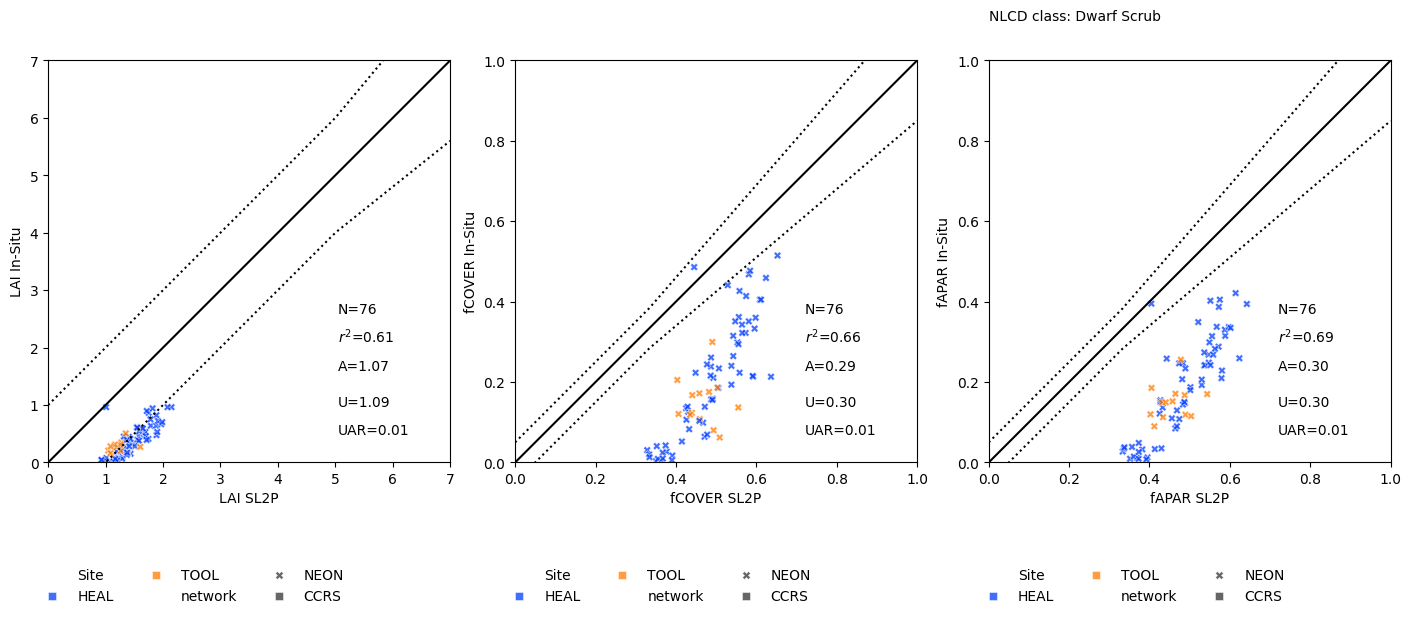 NLCD class: Dwarf Scrub
7
6
5
4
3
2
1
0
LAI In-Situ
0 1 2 3 4 5 6 7
LAI SL2P
N=76
r²=0.61
A=1.07
U=1.09
UAR=0.01
1.0
0.8
0.6
0.4
0.2
0.0
fCOVER In-Situ
0.0 0.2 0.4 0.6 0.8 1.0
fCOVER SL2P
N=76
r²=0.66
A=0.29
U=0.30
UAR=0.01
1.0
0.8
0.6
0.4
0.2
0.0
fAPAR In-Situ
0.0 0.2 0.4 0.6 0.8 1.0
fAPAR SL2P
N=76
r²=0.69
A=0.30
U=0.30
UAR=0.01
Site TOOL NEON
HEAL network CCRS
Site TOOL NEON
HEAL network CCRS
Site TOOL NEON
HEAL network CCRS